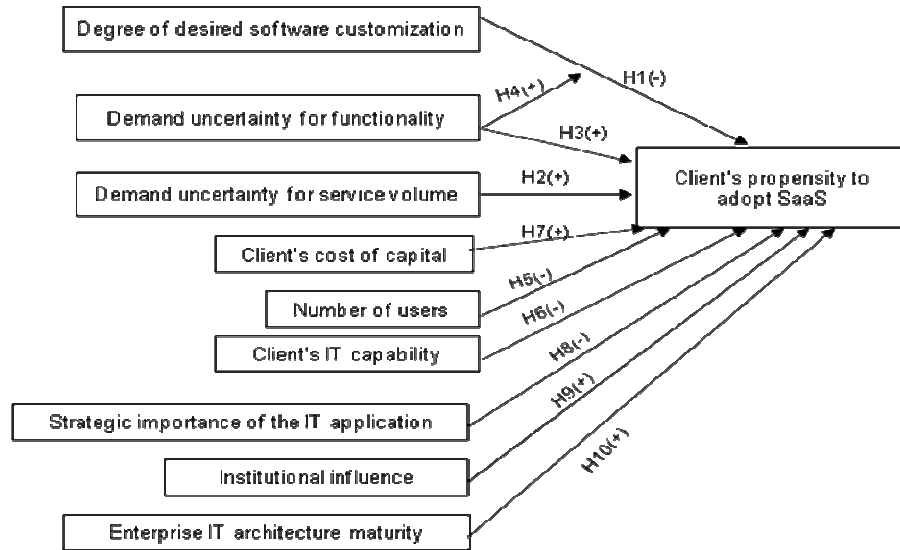 Degree of desired software customization
H1(-)
H4(+)
Demand uncertainty for functionality
H3(+)
Client's propensity to
adopt SaaS
Demand uncertainty for service volume
H2(+)
H7(+)
Client's cost of capital
H5(-)
Number of users
H6(-)
Client's IT capability
H8(-)
H9(+)
Strategic importance of the IT application
H10(+)
Institutional influence
Enterprise IT architecture maturity